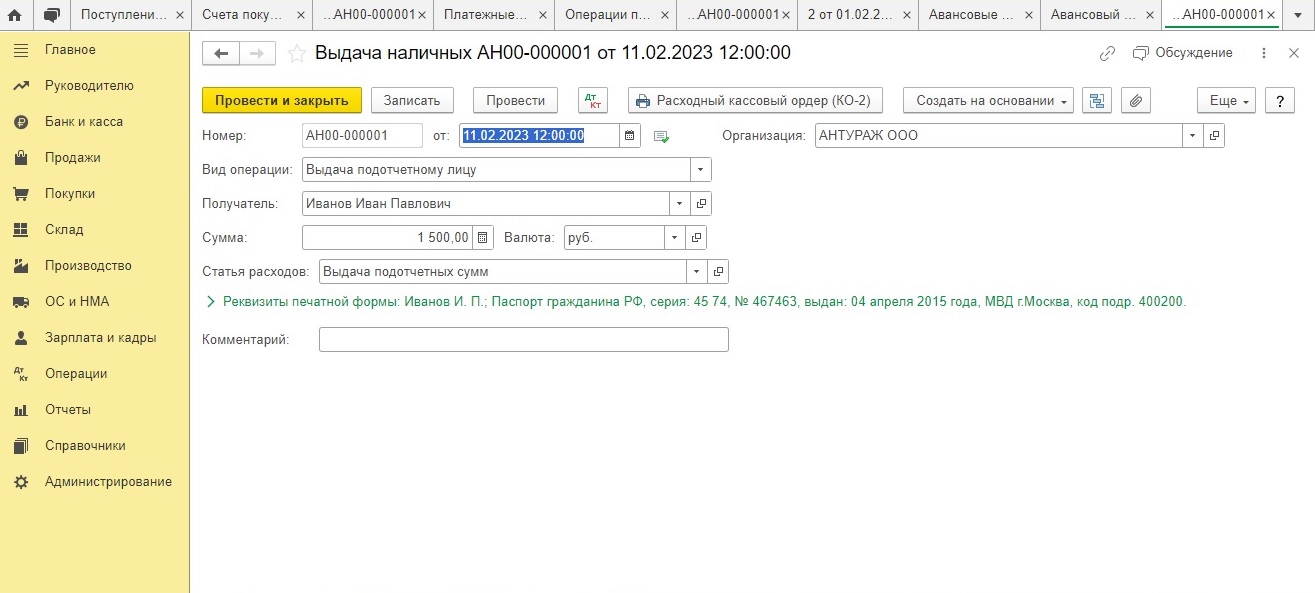 Поступлени... × Счета поку... × ...АН00-000001 × Платежные... × Операции п... × ...АН00-000001 × 2 от 01.02.2... × Авансовые ... × Авансовый ... × ...АН00-000001 ×
Главное
Руководителю
Банк и касса
Продажи
Покупки
Склад
Производство
ОС и НМА
Зарплата и кадры
Операции
Отчеты
Справочники
Администрирование
Выдача наличных АН00-000001 от 11.02.2023 12:00:00
Обсуждение
Провести и закрыть Записать Провести Дт Кт Расходный кассовый ордер (КО-2) Создать на основании Еще ?
Номер: АН00-000001 от: 11.02.2023 12:00:00 Организация: АНТУРАЖ ООО
Вид операции: Выдача подотчетному лицу
Получатель: Иванов Иван Павлович
Сумма: 1 500,00 Валюта: руб.
Статья расходов: Выдача подотчетных сумм
Реквизиты печатной формы: Иванов И. П.; Паспорт гражданина РФ, серия: 45 74, № 467463, выдан: 04 апреля 2015 года, МВД г.Москва, код подр. 400200.
Комментарий: